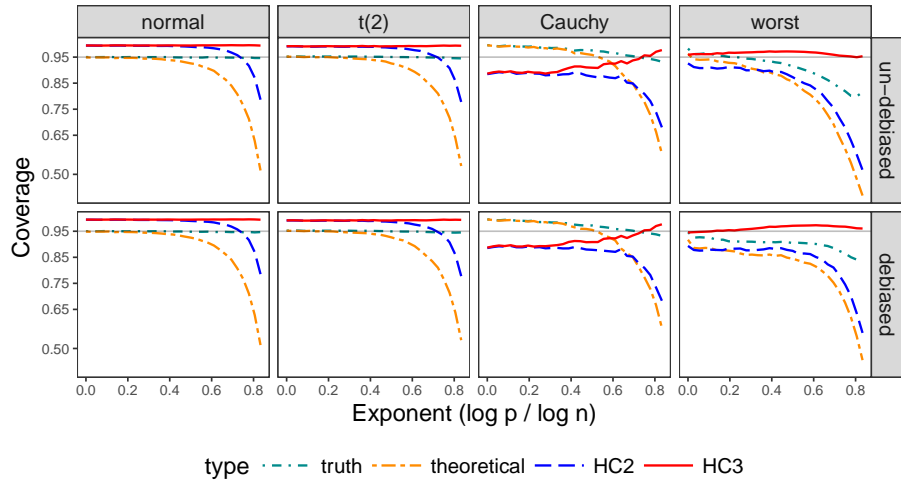 normal t(2) Cauchy worst
0.95
0.85
0.75
0.65
0.50
un-debiased
Coverage
0.95
0.85
0.75
0.65
0.50
debiased
0.0 0.2 0.4 0.6 0.8 0.0 0.2 0.4 0.6 0.8 0.0 0.2 0.4 0.6 0.8 0.0 0.2 0.4 0.6 0.8
Exponent (log p / log n)
type truth theoretical HC2 HC3